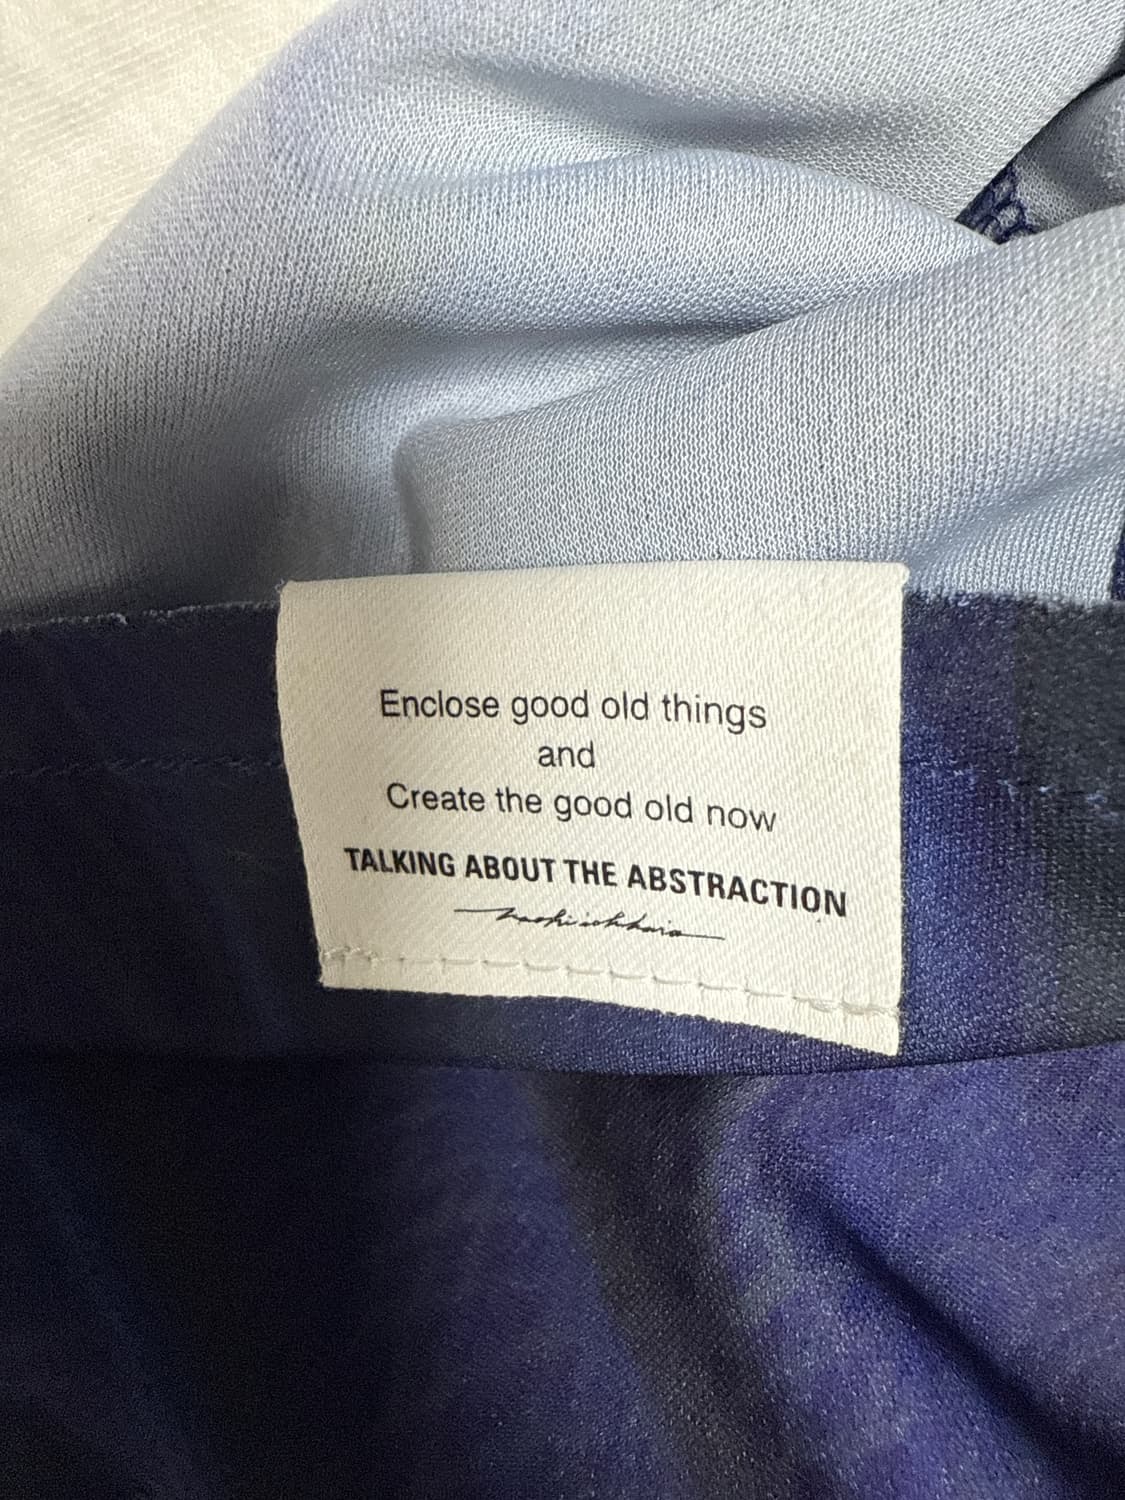 Enclose good old things
and
Create the good old now
TALKING ABOUT THE ABSTRACTION